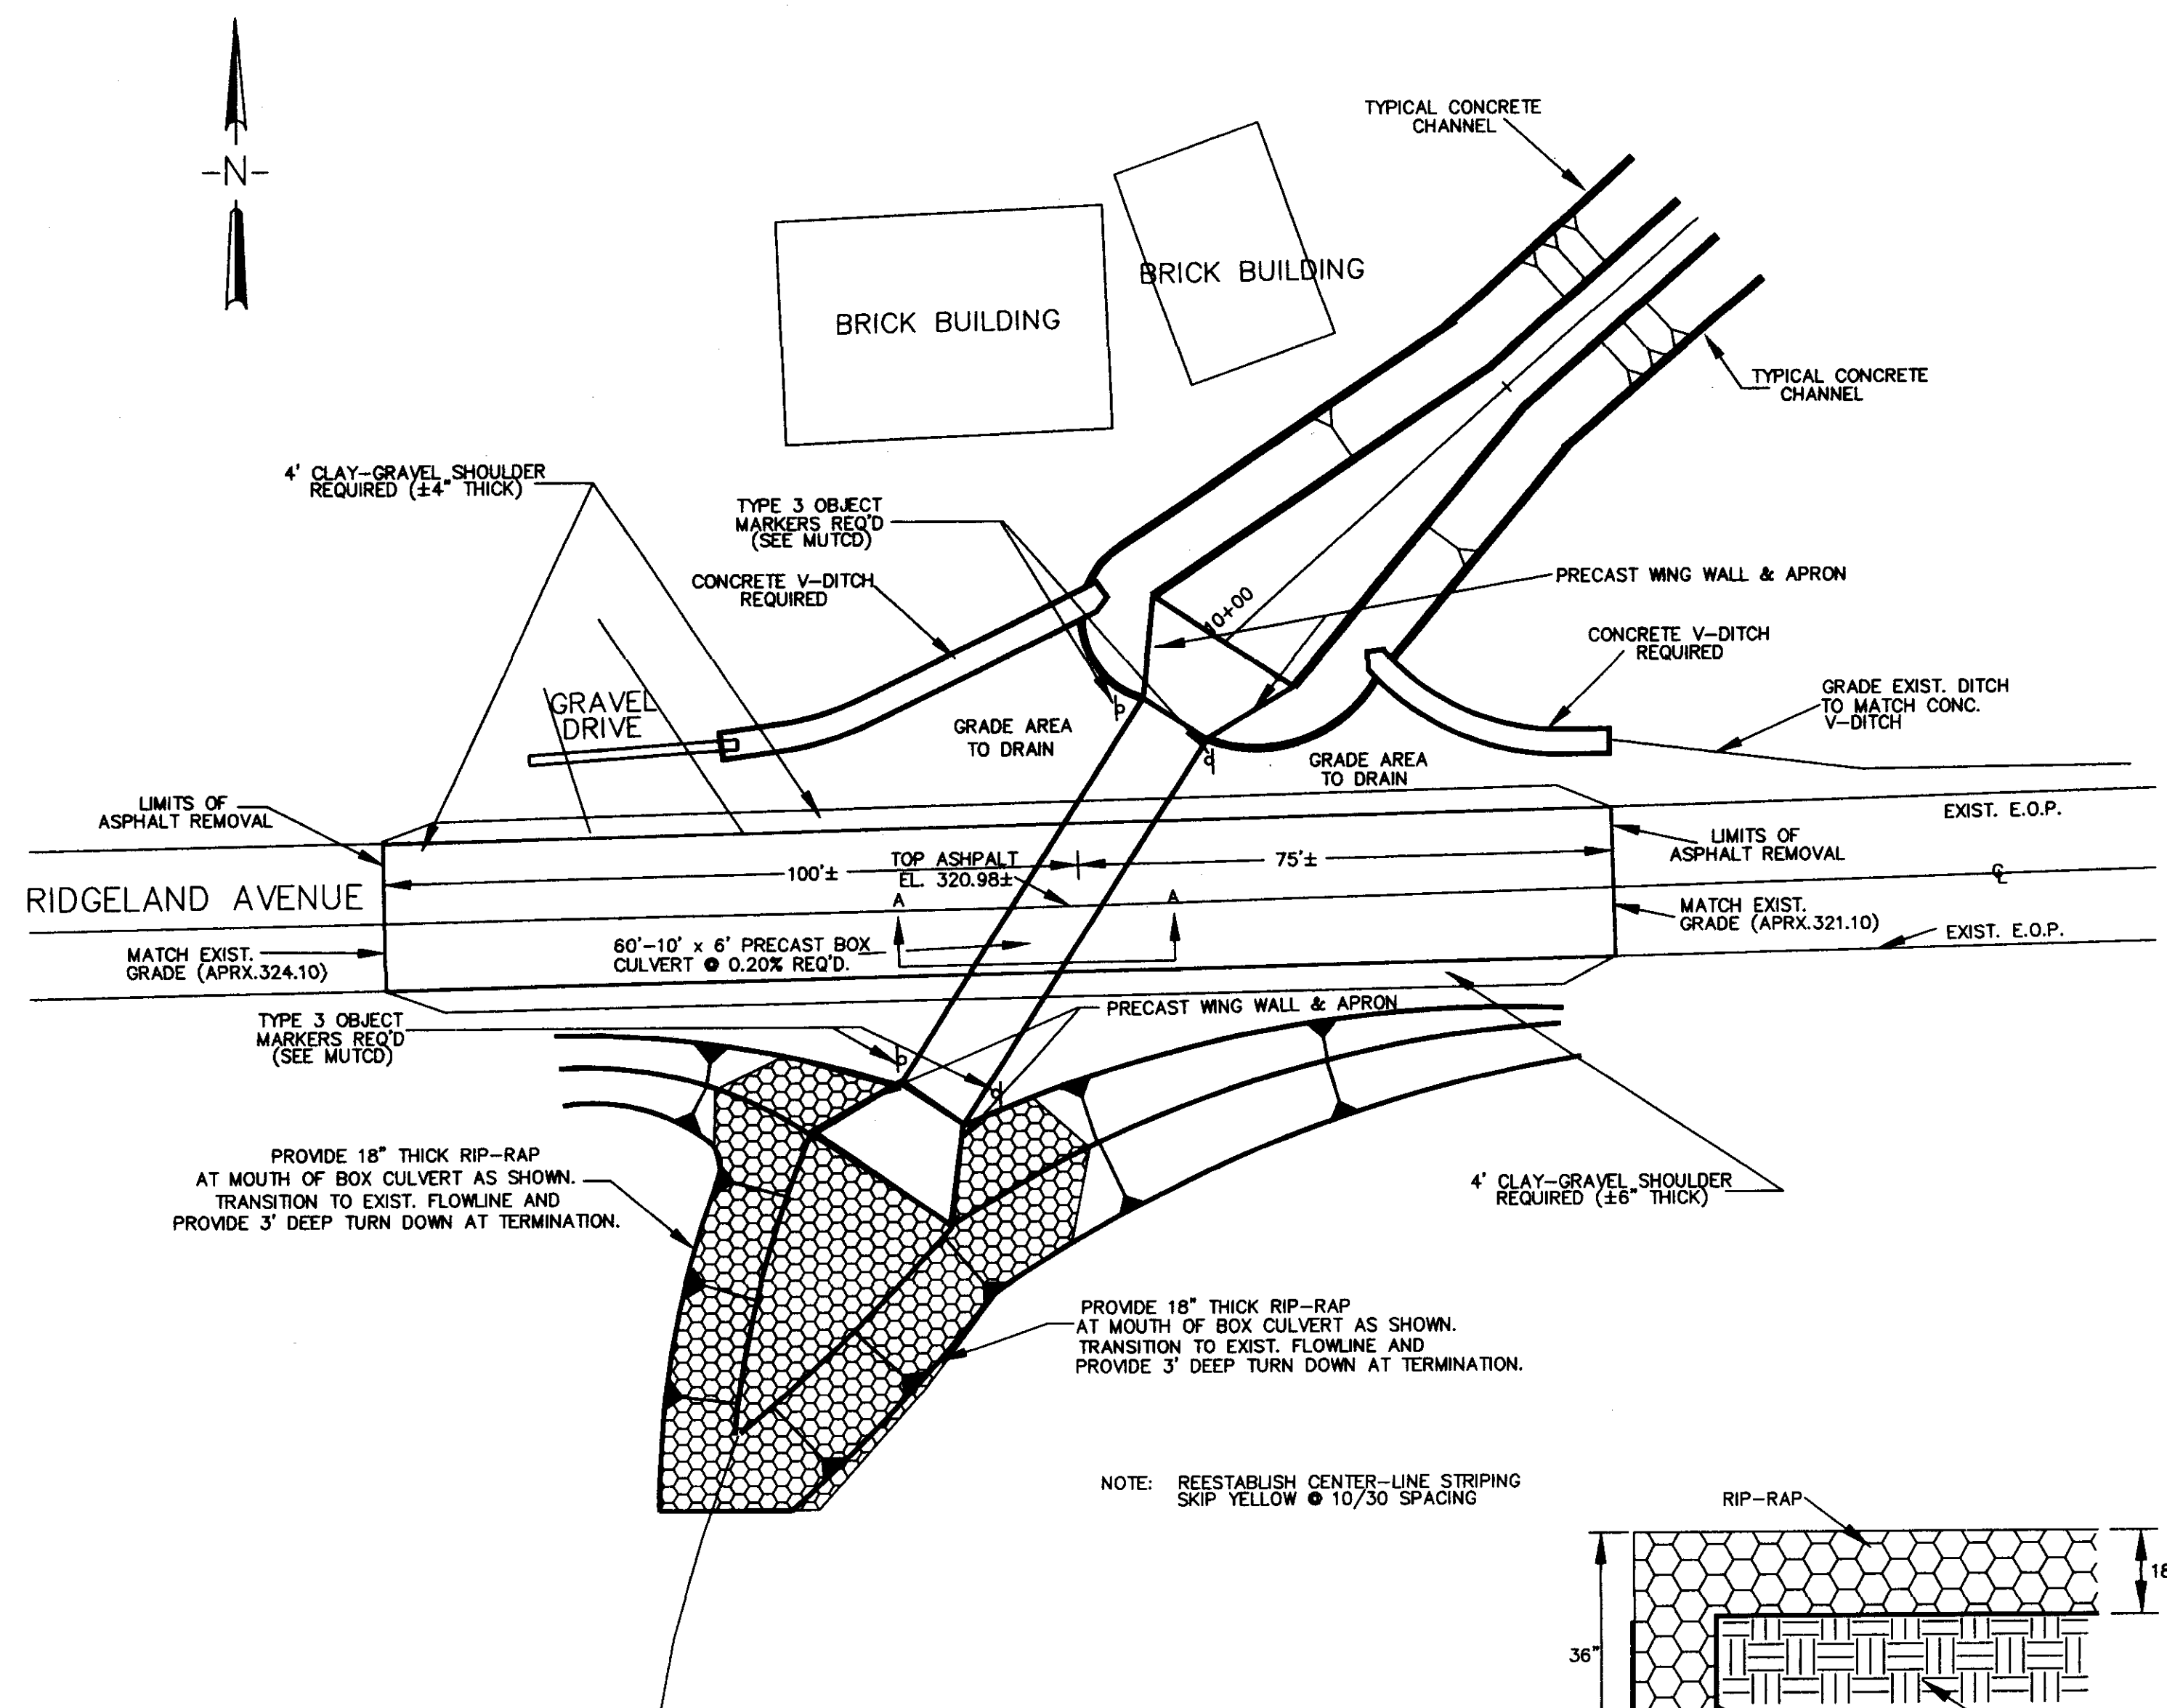 -N-
TYPICAL CONCRETE
CHANNEL
BRICK BUILDING
BRICK BUILDING
TYPICAL CONCRETE
CHANNEL
4' CLAY-GRAVEL SHOULDER
REQUIRED (±4" THICK)
TYPE 3 OBJECT
MARKERS REQ'D
(SEE MUTCD)
CONCRETE V-DITCH
REQUIRED
PRECAST WING WALL & APRON
10+00
CONCRETE V-DITCH
REQUIRED
GRADE EXIST. DITCH
TO MATCH CONC.
V-DITCH
GRAVEL
DRIVE
GRADE AREA
TO DRAIN
GRADE AREA
TO DRAIN
LIMITS OF
ASPHALT REMOVAL
EXIST. E.O.P.
LIMITS OF
ASPHALT REMOVAL
100'±
TOP ASHPALT
EL. 320.98±
75'±
RIDGELAND AVENUE
A
A
℄
MATCH EXIST.
GRADE (APRX.321.10)
EXIST. E.O.P.
MATCH EXIST.
GRADE (APRX.324.10)
60'-10' x 6' PRECAST BOX
CULVERT @ 0.20% REQ'D.
PRECAST WING WALL & APRON
TYPE 3 OBJECT
MARKERS REQ'D
(SEE MUTCD)
PROVIDE 18" THICK RIP-RAP
AT MOUTH OF BOX CULVERT AS SHOWN.
TRANSITION TO EXIST. FLOWLINE AND
PROVIDE 3' DEEP TURN DOWN AT TERMINATION.
4' CLAY-GRAVEL SHOULDER
REQUIRED (±6" THICK)
PROVIDE 18" THICK RIP-RAP
AT MOUTH OF BOX CULVERT AS SHOWN.
TRANSITION TO EXIST. FLOWLINE AND
PROVIDE 3' DEEP TURN DOWN AT TERMINATION.
NOTE: REESTABLISH CENTER-LINE STRIPING
SKIP YELLOW @ 10/30 SPACING
RIP-RAP
18
36"